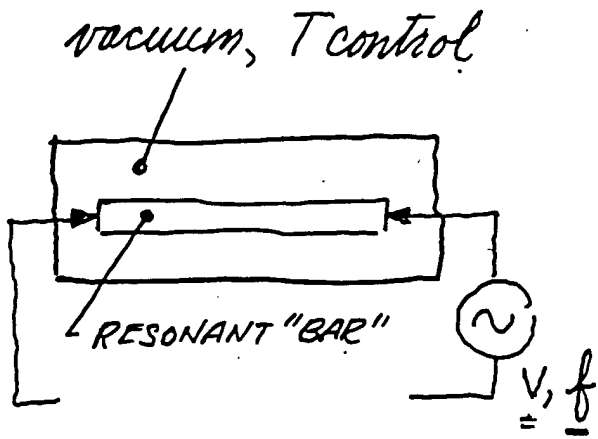 vacuum, T control
RESONANT "BAR"
V, f